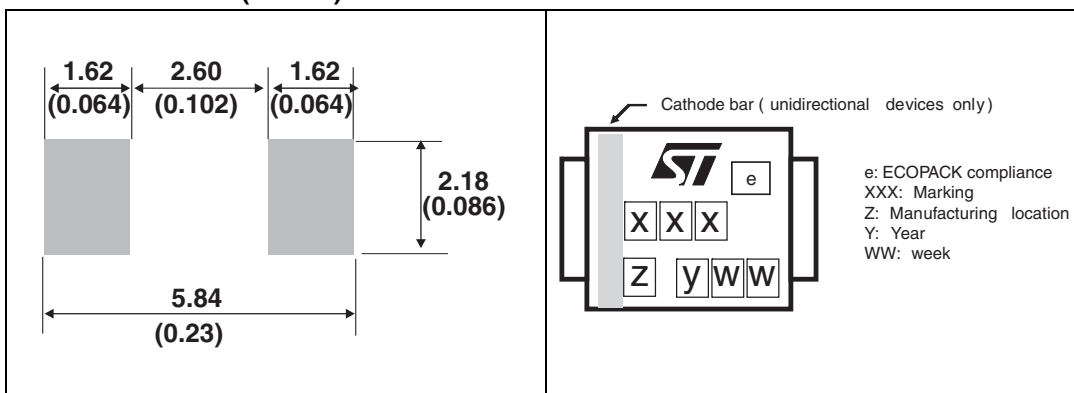 1.62 2.60 1.62
(0.064) (0.102) (0.064)
2.18
(0.086)
5.84
(0.23)
Cathode bar ( unidirectional devices only )
ST
e
x x x
z y w w
e: ECOPACK compliance
XXX: Marking
Z: Manufacturing location
Y: Year
WW: week